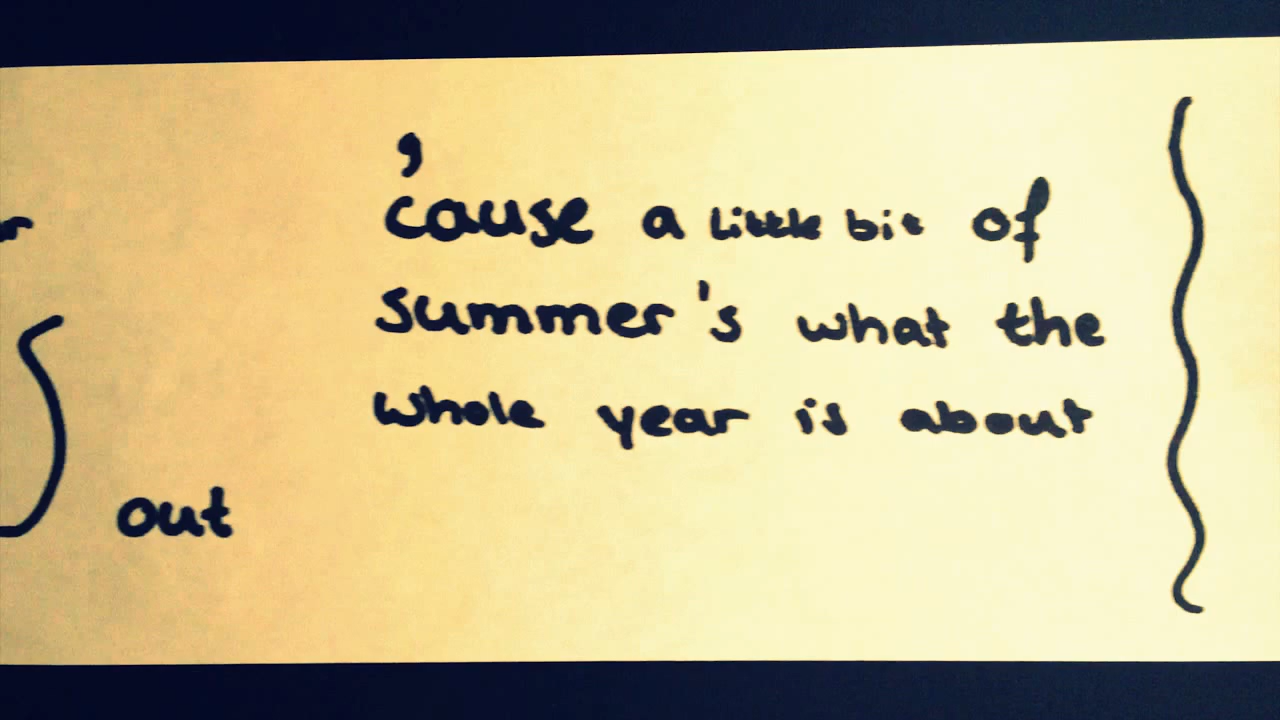 'cause a little bit of
summer's what the
whole year is about
out